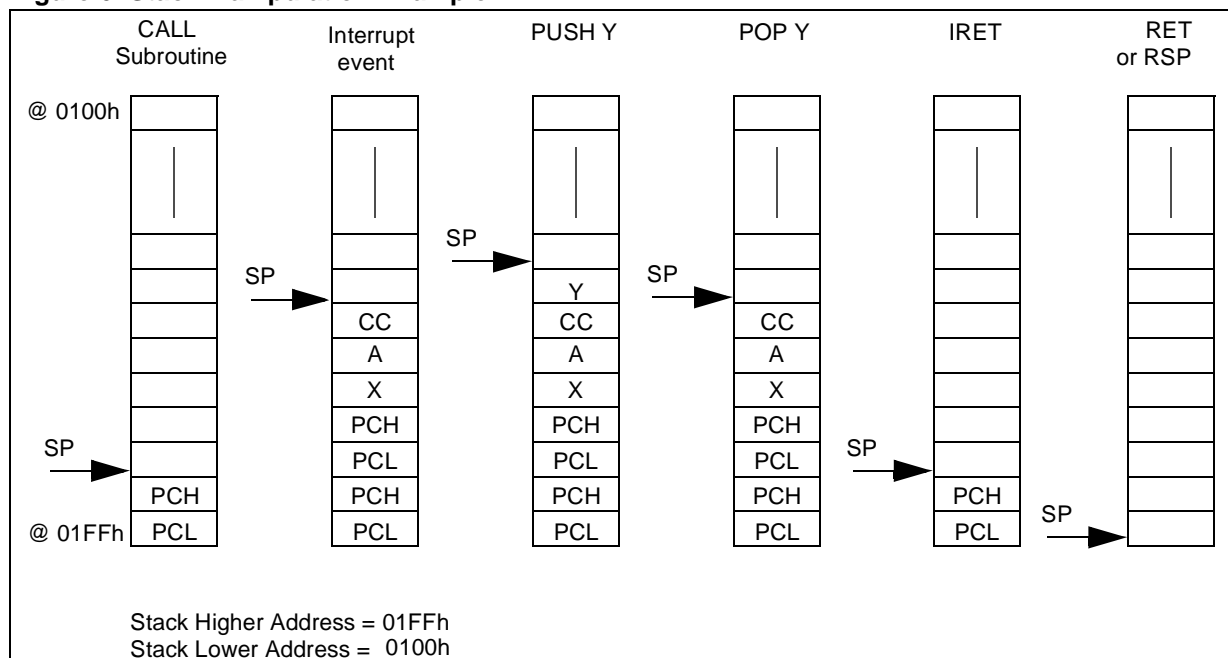 CALL
Subroutine
Interrupt
event
PUSH Y
POP Y
IRET
RET
or RSP
@ 0100h
SP
SP
SP
Y
CC
CC
CC
A
A
A
X
X
X
PCH
PCH
PCH
SP
SP
PCL
PCL
PCL
PCH
PCH
PCH
PCH
PCH
SP
@ 01FFh
PCL
PCL
PCL
PCL
PCL
Stack Higher Address = 01FFh
Stack Lower Address = 0100h